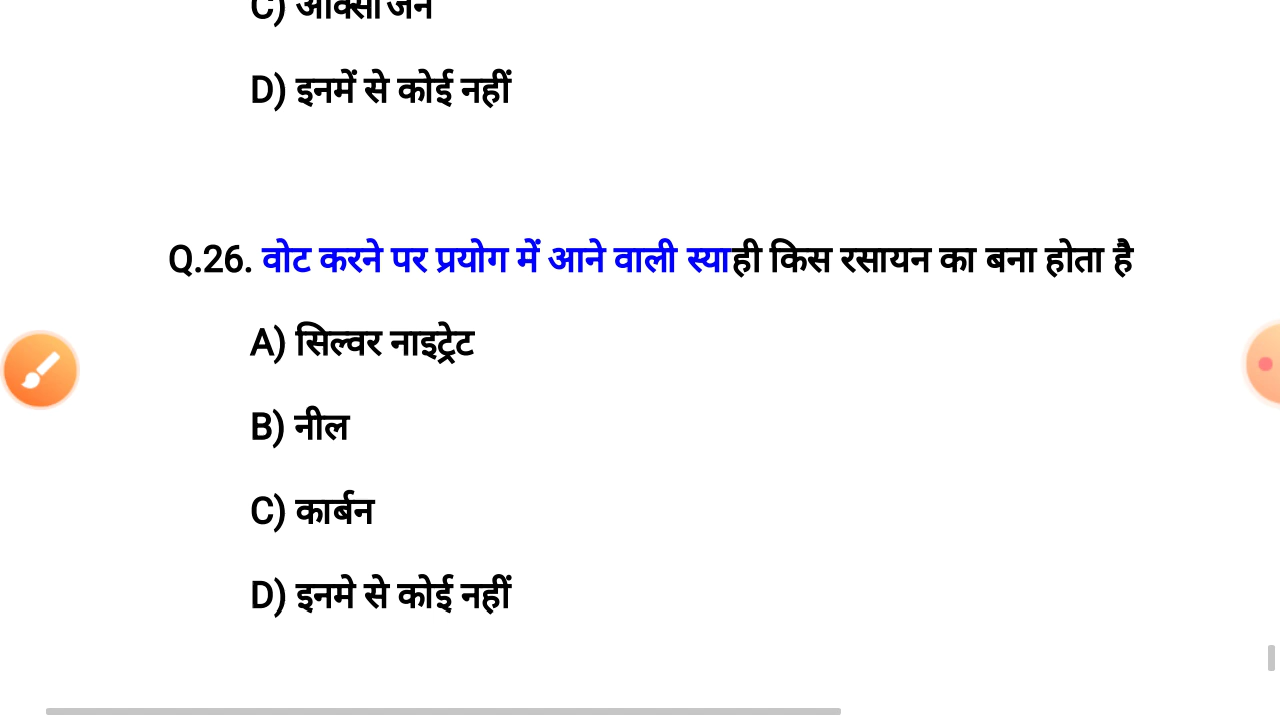 C) ऑक्सीजन
D) इनमें से कोई नहीं
Q.26. वोट करने पर प्रयोग में आने वाली स्याही किस रसायन का बना होता है
A) सिल्वर नाइट्रेट
B) नील
C) कार्बन
D) इनमे से कोई नहीं